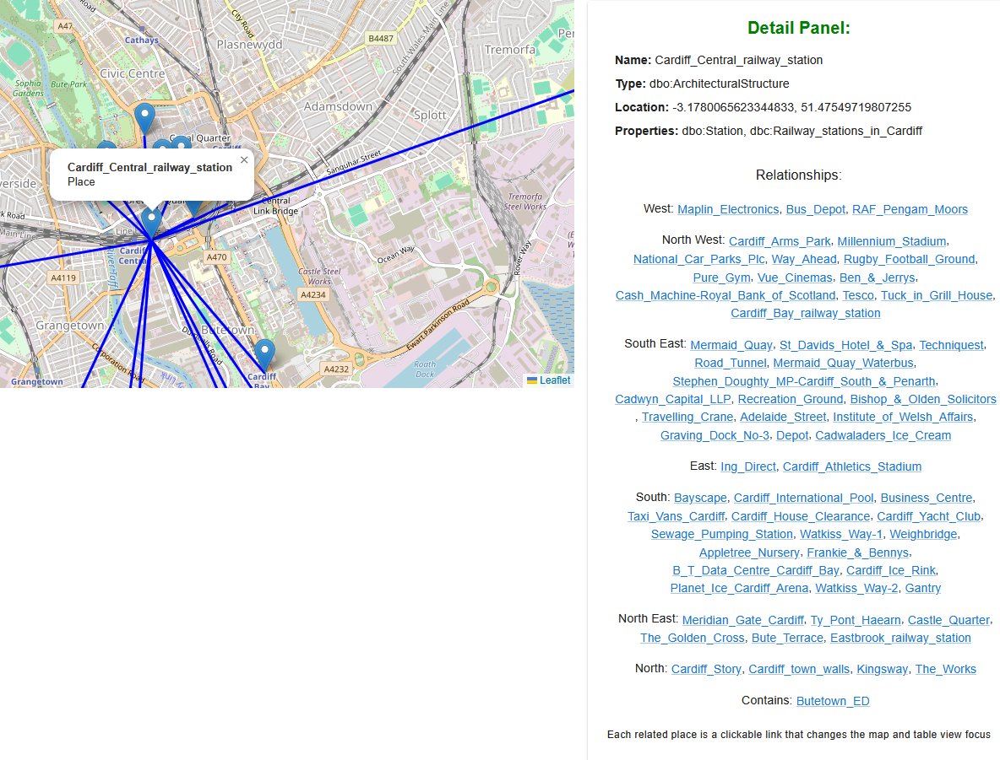 Road
A47
Cathays
City Road
Plasnewydd
B4487
South Wales Main Line
Tremorfa
Civic Centre
Sophia
Gardens
Bute Park
Adamsdown
Splott
Sanquhar Street
Cardiff_Central_railway_station
×
Place
Central
Link Bridge
Tremorfa
Steel Works
Main Line
A470
A4119
River Taff
Castle Steel
Works
A4234
Ocean Way
Rover Way
Grangetown
Butetown
Dumballs Road
Corporation Road
Ewart Parkinson Road
A4232
Roath
Dock
Cardiff
Bay
Grangetown
Leaflet
Detail Panel:
Name: Cardiff_Central_railway_station
Type: dbo:ArchitecturalStructure
Location: -3.1780065623344833, 51.47549719807255
Properties: dbo:Station, dbc:Railway_stations_in_Cardiff
Relationships:
West: Maplin_Electronics, Bus_Depot, RAF_Pengam_Moors
North West: Cardiff_Arms_Park, Millennium_Stadium,
National_Car_Parks_Plc, Way_Ahead, Rugby_Football_Ground,
Pure_Gym, Vue_Cinemas, Ben_&_Jerrys,
Cash_Machine-Royal_Bank_of_Scotland, Tesco, Tuck_in_Grill_House,
Cardiff_Bay_railway_station
South East: Mermaid_Quay, St_Davids_Hotel_&_Spa, Techniquest,
Road_Tunnel, Mermaid_Quay_Waterbus,
Stephen_Doughty_MP-Cardiff_South_&_Penarth,
Cadwyn_Capital_LLP, Recreation_Ground, Bishop_&_Olden_Solicitors
, Travelling_Crane, Adelaide_Street, Institute_of_Welsh_Affairs,
Graving_Dock_No-3, Depot, Cadwaladers_Ice_Cream
East: Ing_Direct, Cardiff_Athletics_Stadium
South: Bayscape, Cardiff_International_Pool, Business_Centre,
Taxi_Vans_Cardiff, Cardiff_House_Clearance, Cardiff_Yacht_Club,
Sewage_Pumping_Station, Watkiss_Way-1, Weighbridge,
Appletree_Nursery, Frankie_&_Bennys,
B_T_Data_Centre_Cardiff_Bay, Cardiff_Ice_Rink,
Planet_Ice_Cardiff_Arena, Watkiss_Way-2, Gantry
North East: Meridian_Gate_Cardiff, Ty_Pont_Haearn, Castle_Quarter,
The_Golden_Cross, Bute_Terrace, Eastbrook_railway_station
North: Cardiff_Story, Cardiff_town_walls, Kingsway, The_Works
Contains: Butetown_ED
Each related place is a clickable link that changes the map and table view focus